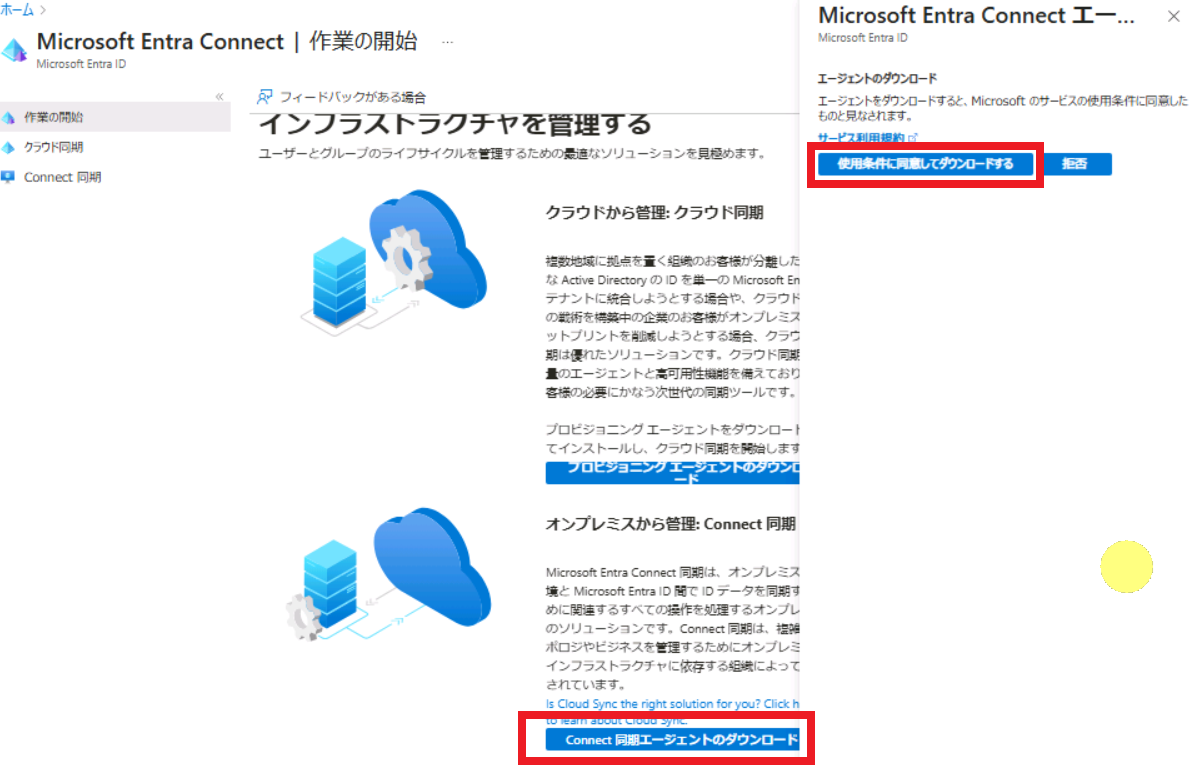 ホーム
Microsoft Entra Connect | 作業の開始 ...
Microsoft Entra ID
«
作業の開始
クラウド同期
Connect 同期
フィードバックがある場合
インフラストラクチャを管理する
ユーザーとグループのライフサイクルを管理するための最適なソリューションを見極めます。
クラウドから管理: クラウド同期
複数地域に拠点を置く組織のお客様が分離した
な Active Directory の ID を単一の Microsoft En
テナントに統合しようとする場合や、クラウド
の戦術を構築中の企業のお客様がオンプレミス
ットプリントを削減しようとする場合、クラウ
期は優れたソリューションです。クラウド同期
量のエージェントと高可用性機能を備えており
客様の必要にかなう次世代の同期ツールです。
プロビジョニング エージェントをダウンロード
てインストールし、クラウド同期を開始します
プロビジョニング エージェントのダウンロ
ード
オンプレミスから管理: Connect 同期
Microsoft Entra Connect 同期は、オンプレミス
境と Microsoft Entra ID 間で ID データを同期す
めに関連するすべての操作を処理するオンプレ
のソリューションです。Connect 同期は、複雑
ポロジやビジネスを管理するためにオンプレミ
インフラストラクチャに依存する組織によって
されています。
Is Cloud Sync the right solution for you? Click h
to learn about Cloud Sync.
Connect 同期エージェントのダウンロード
Microsoft Entra Connect エー...
Microsoft Entra ID
エージェントのダウンロード
エージェントをダウンロードすると、Microsoft のサービスの使用条件に同意した
ものと見なされます。
サービス利用規約
使用条件に同意してダウンロードする
拒否